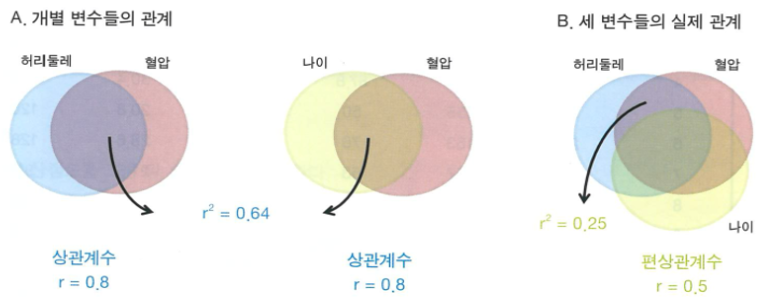 A. 개별 변수들의 관계
허리둘레
혈압
나이
혈압
r² = 0.64
상관계수
r = 0.8
상관계수
r = 0.8
B. 세 변수들의 실제 관계
허리둘레
혈압
r² = 0.25
나이
편상관계수
r = 0.5